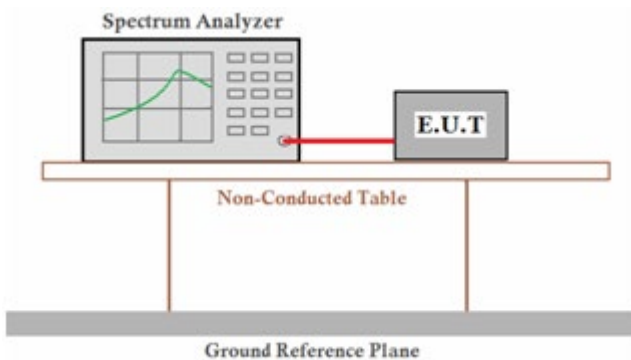 Spectrum Analyzer
E.U.T
Non-Conducted Table
Ground Reference Plane